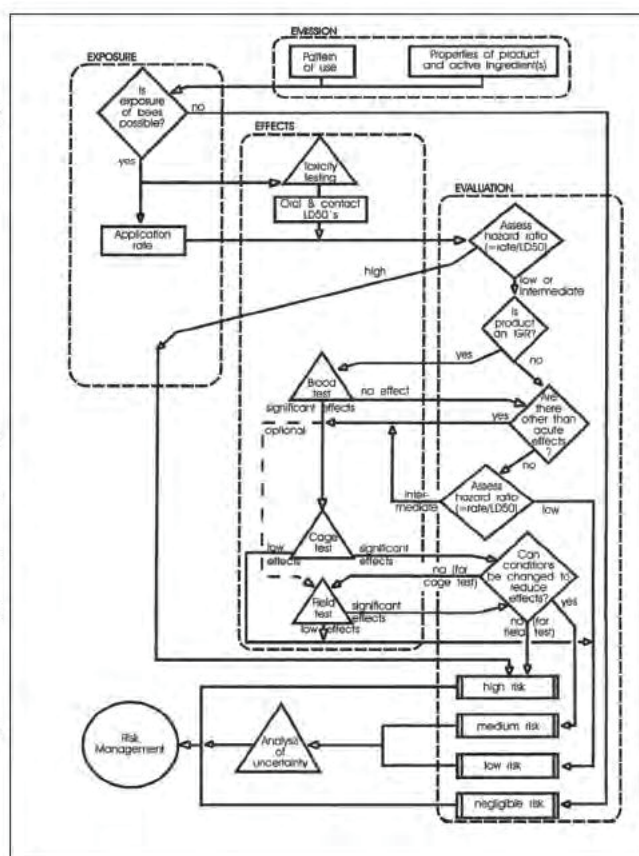 EMISSION
Pattern
of use
Properties of product
and active ingredient(s)
EXPOSURE
Is
exposure
of bees
possible?
no
yes
Application
rate
EFFECTS
Toxicity
testing
Oral & contact
LD50's
EVALUATION
Assess
hazard ratio
(=rate/LD50)
high
low or
intermediate
Is
product
an IGR?
yes
no
Brood
test
no effect
significant effects
optional
Are
there
other than
acute
effects
?
yes
no
Assess
hazard ratio
(=rate/LD50)
inter-
mediate
low
Cage
test
low
effects
significant
effects
Can
conditions
be changed to
reduce
effects?
no (for
cage test)
yes
no (for
field test)
Field
test
significant
effects
low effects
high risk
medium risk
low risk
negligible risk
Analysis
of
uncertainty
Risk
Management